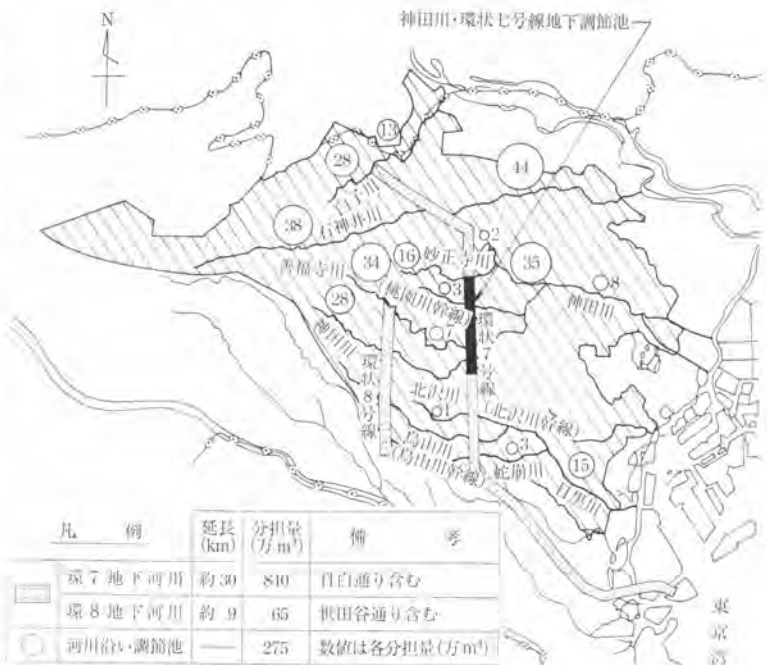 神田川・環状七号線地下調節池
N
13
28
44
白子川
38
石神井川
2
16
妙正寺川
34
35
善福寺川
3
8
(桃園川幹線)
28
神田川
7
神田川
環状7号線
環状8号線
北沢川
(北沢川幹線)
1
烏山川
3
(烏山川幹線)
蛇崩川
15
目黒川
東京湾
凡例 延長(km) 分担量(万m³) 備考
環7地下河川 約30 840 目白通り含む
環8地下河川 約9 65 世田谷通り含む
河川沿い調節池 — 275 数値は各分担量(万m³)